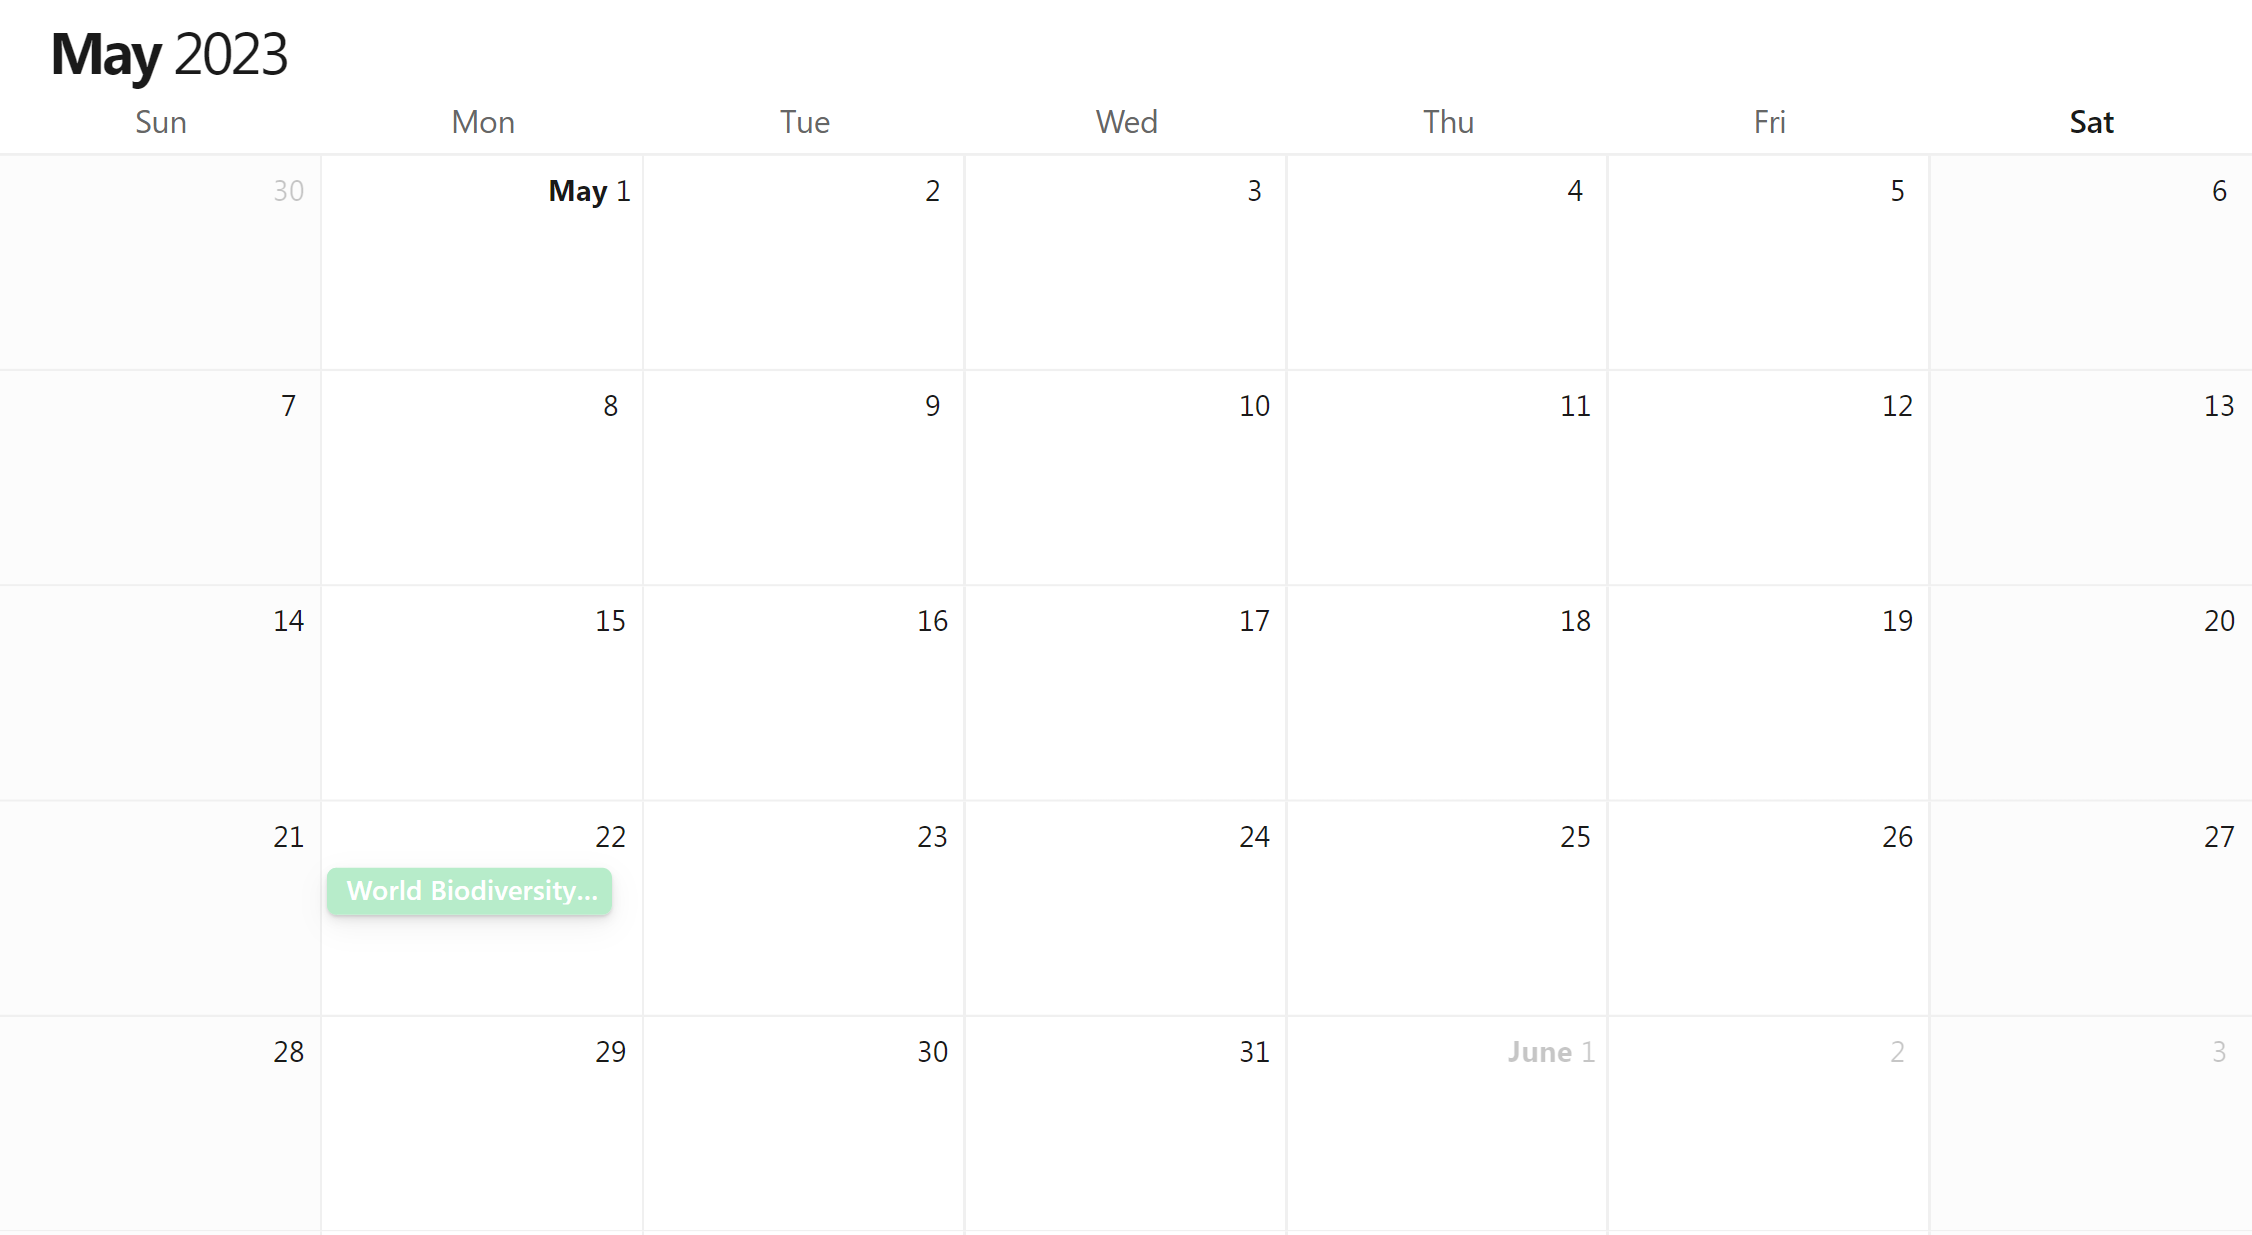 May 2023
Sun Mon Tue Wed Thu Fri Sat
30 May 1 2 3 4 5 6
7 8 9 10 11 12 13
14 15 16 17 18 19 20
21 22 23 24 25 26 27
World Biodiversity...
28 29 30 31 June 1 2 3